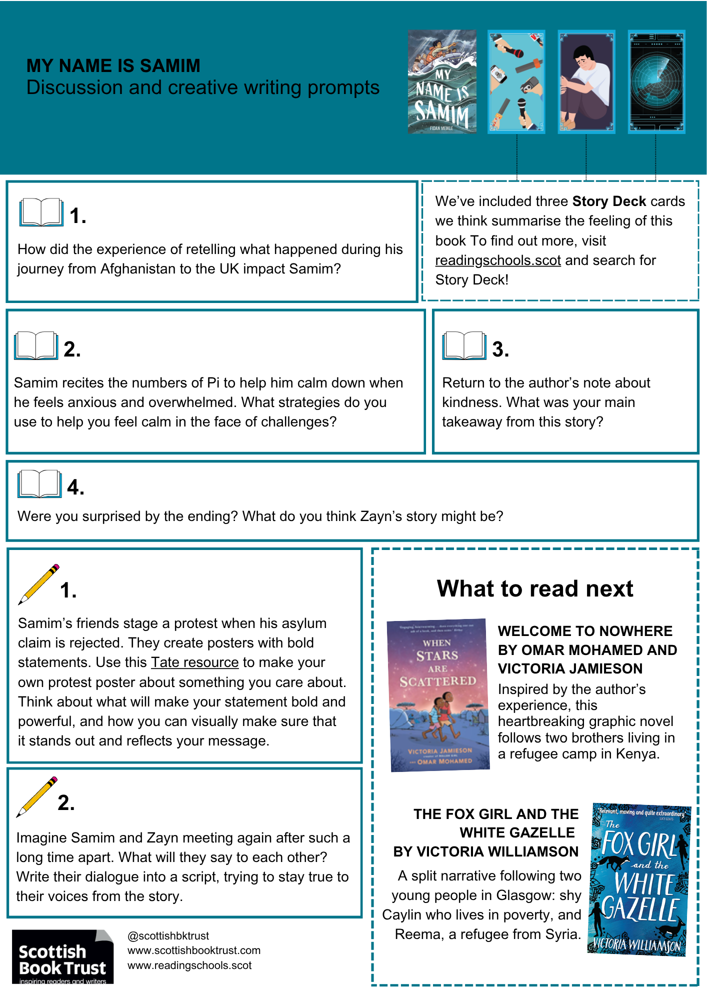 MY NAME IS SAMIM
Discussion and creative writing prompts
MY
NAME IS
SAMIM
FIDAN MEIKLE
1.
How did the experience of retelling what happened during his
journey from Afghanistan to the UK impact Samim?
We’ve included three Story Deck cards
we think summarise the feeling of this
book To find out more, visit
readingschools.scot and search for
Story Deck!
2.
Samim recites the numbers of Pi to help him calm down when
he feels anxious and overwhelmed. What strategies do you
use to help you feel calm in the face of challenges?
3.
Return to the author’s note about
kindness. What was your main
takeaway from this story?
4.
Were you surprised by the ending? What do you think Zayn’s story might be?
1.
Samim’s friends stage a protest when his asylum
claim is rejected. They create posters with bold
statements. Use this Tate resource to make your
own protest poster about something you care about.
Think about what will make your statement bold and
powerful, and how you can visually make sure that
it stands out and reflects your message.
2.
Imagine Samim and Zayn meeting again after such a
long time apart. What will they say to each other?
Write their dialogue into a script, trying to stay true to
their voices from the story.
What to read next
WHEN
STARS
ARE
SCATTERED
VICTORIA JAMIESON
AND OMAR MOHAMED
WELCOME TO NOWHERE
BY OMAR MOHAMED AND
VICTORIA JAMIESON
Inspired by the author’s
experience, this
heartbreaking graphic novel
follows two brothers living in
a refugee camp in Kenya.
THE FOX GIRL AND THE
WHITE GAZELLE
BY VICTORIA WILLIAMSON
A split narrative following two
young people in Glasgow: shy
Caylin who lives in poverty, and
Reema, a refugee from Syria.
"Relevant, moving and quite extraordinary"
LUCY COATS
The
FOX GIRL
and the
WHITE
GAZELLE
VICTORIA WILLIAMSON
Scottish
Book Trust
inspiring readers and writers
@scottishbktrust
www.scottishbooktrust.com
www.readingschools.scot